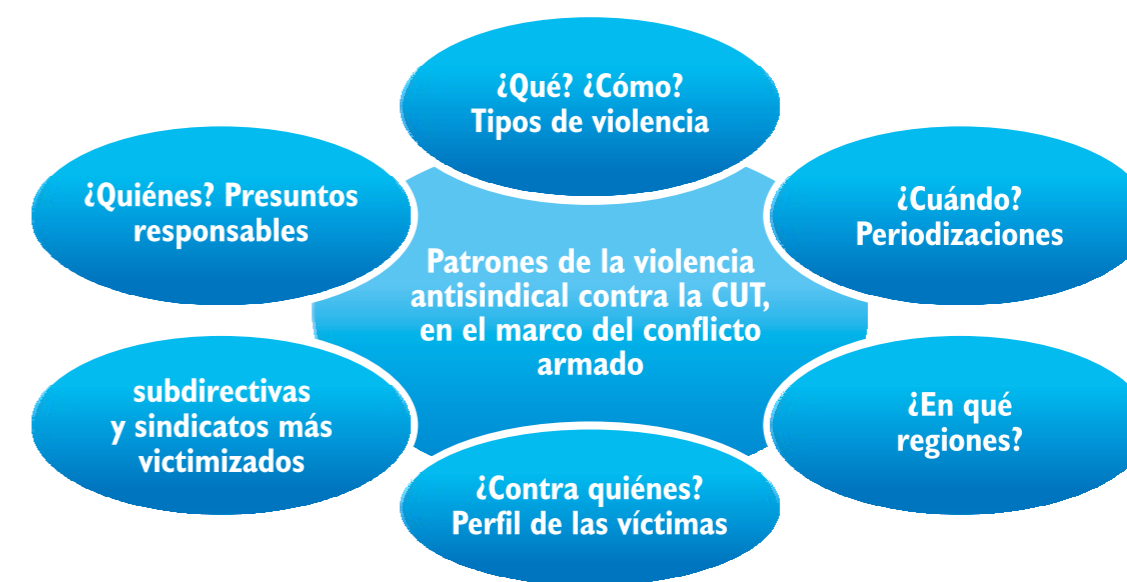 ¿Qué? ¿Cómo?
Tipos de violencia
¿Quiénes? Presuntos
responsables
¿Cuándo?
Periodizaciones
Patrones de la violencia
antisindical contra la CUT,
en el marco del conflicto
armado
subdirectivas
y sindicatos más
victimizados
¿En qué
regiones?
¿Contra quiénes?
Perfil de las víctimas